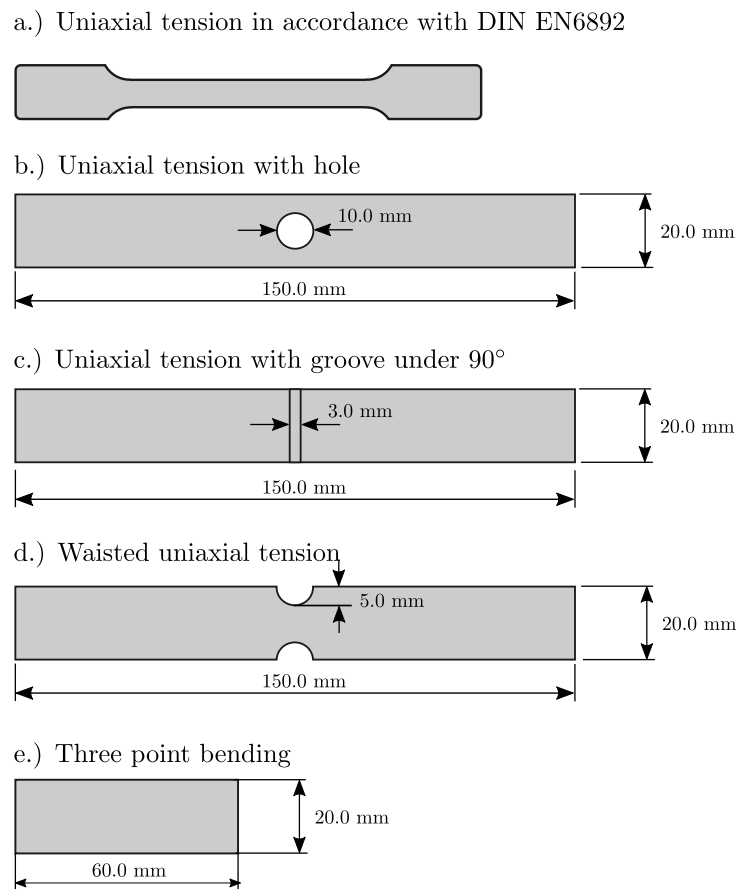 a.) Uniaxial tension in accordance with DIN EN6892
b.) Uniaxial tension with hole
10.0 mm
20.0 mm
150.0 mm
c.) Uniaxial tension with groove under 90°
3.0 mm
20.0 mm
150.0 mm
d.) Waisted uniaxial tension
5.0 mm
20.0 mm
150.0 mm
e.) Three point bending
20.0 mm
60.0 mm